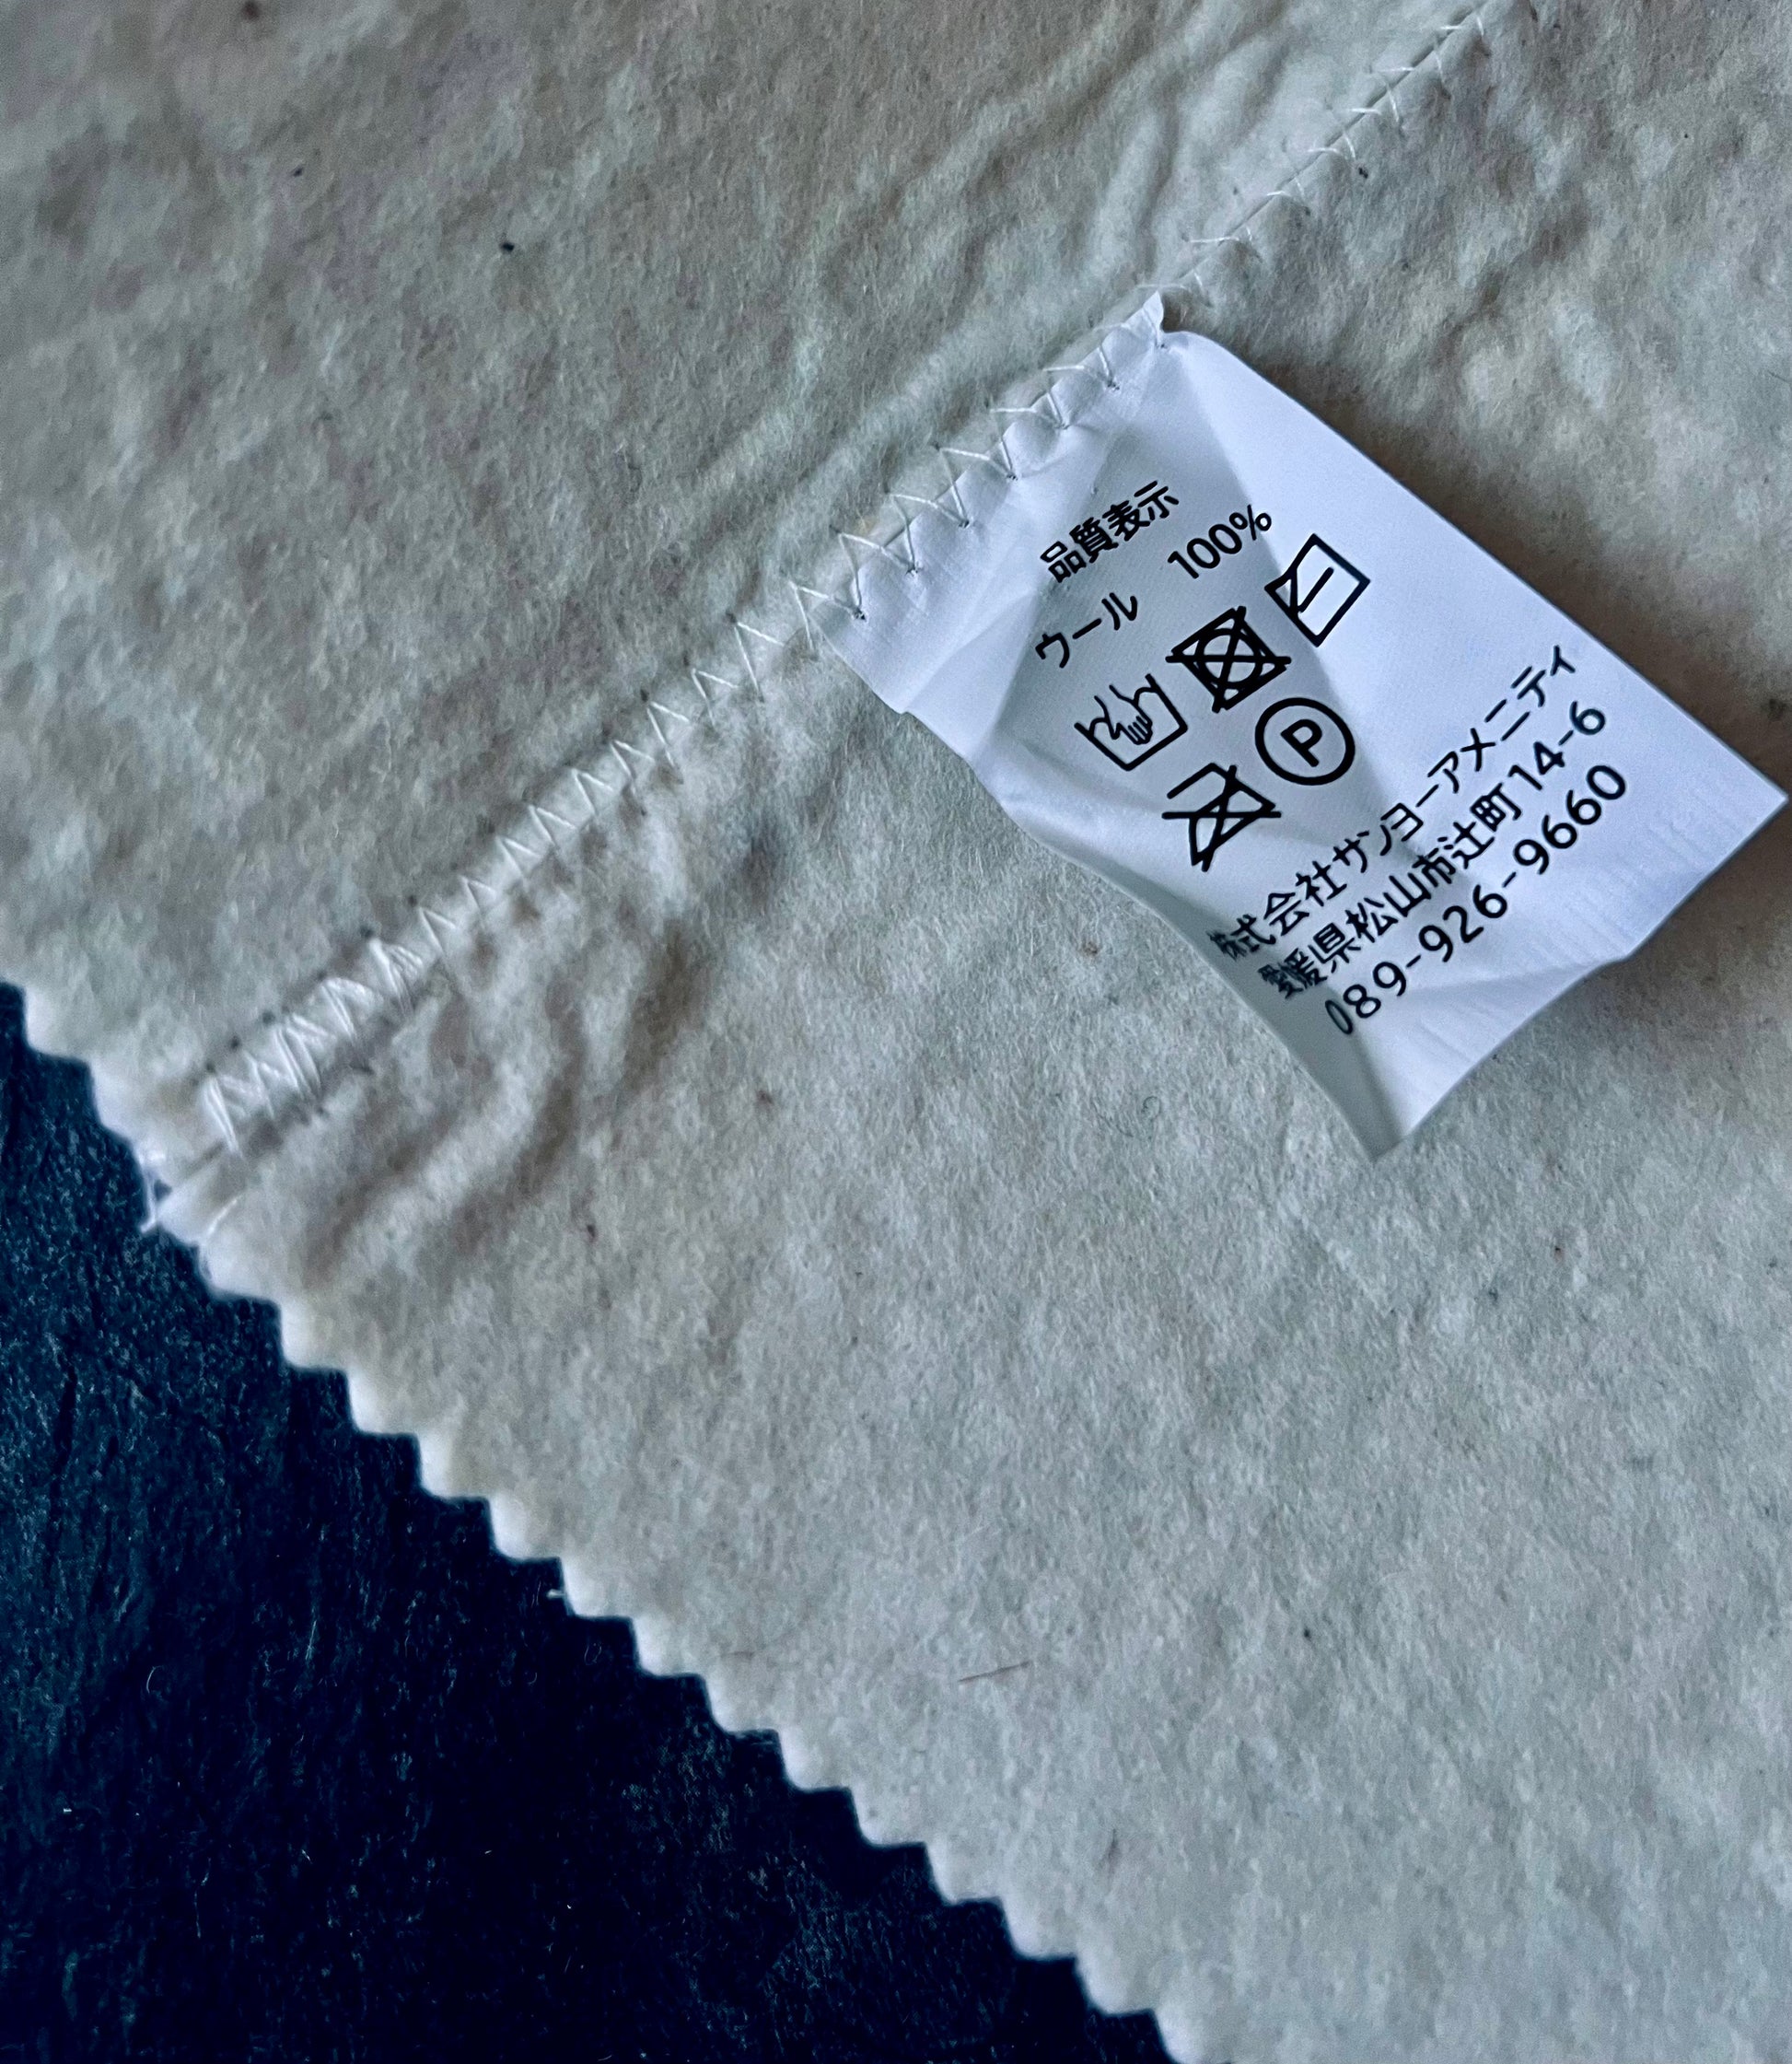 品質表示
ウール 100%
P
株式会社サンヨーアメニティ
愛媛県松山市辻町14-6
089-926-9660